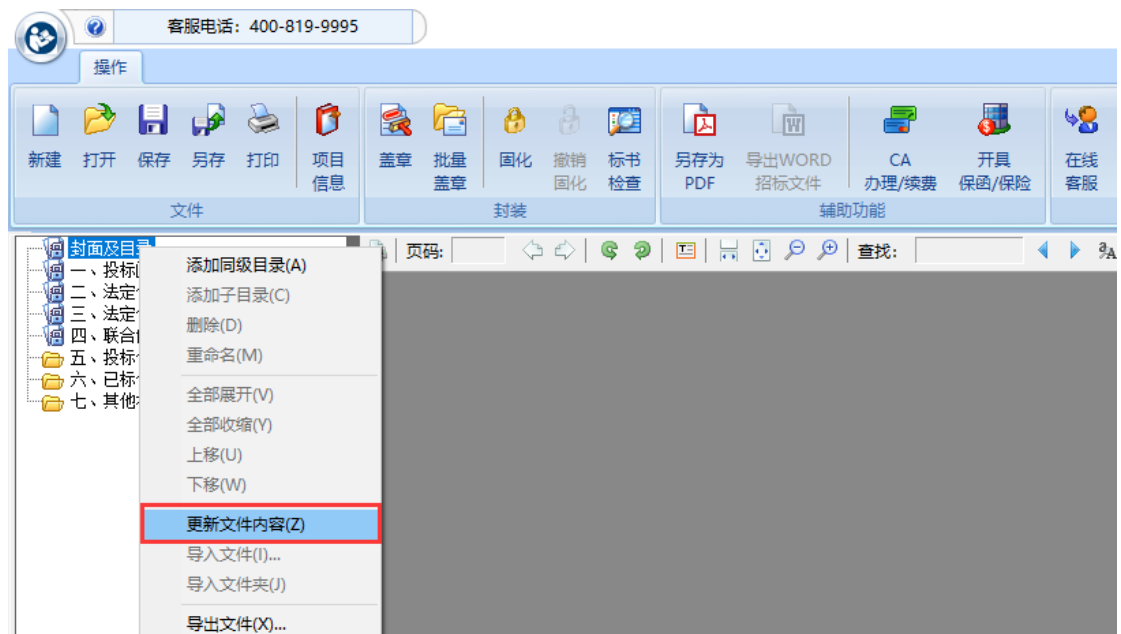 客服电话：400-819-9995
操作
新建 打开 保存 另存 打印 项目信息 盖章 批量盖章 固化 撤销固化 标书检查 另存为PDF 导出WORD招标文件 CA办理/续费 开具保函/保险 在线客服
文件 封装 辅助功能
页码: 查找:
封面及目
一、投标
二、法定
三、法定
四、联合
五、投标
六、已标
七、其他
添加同级目录(A)
添加子目录(C)
删除(D)
重命名(M)
全部展开(V)
全部收缩(Y)
上移(U)
下移(W)
更新文件内容(Z)
导入文件(I)...
导入文件夹(J)
导出文件(X)...